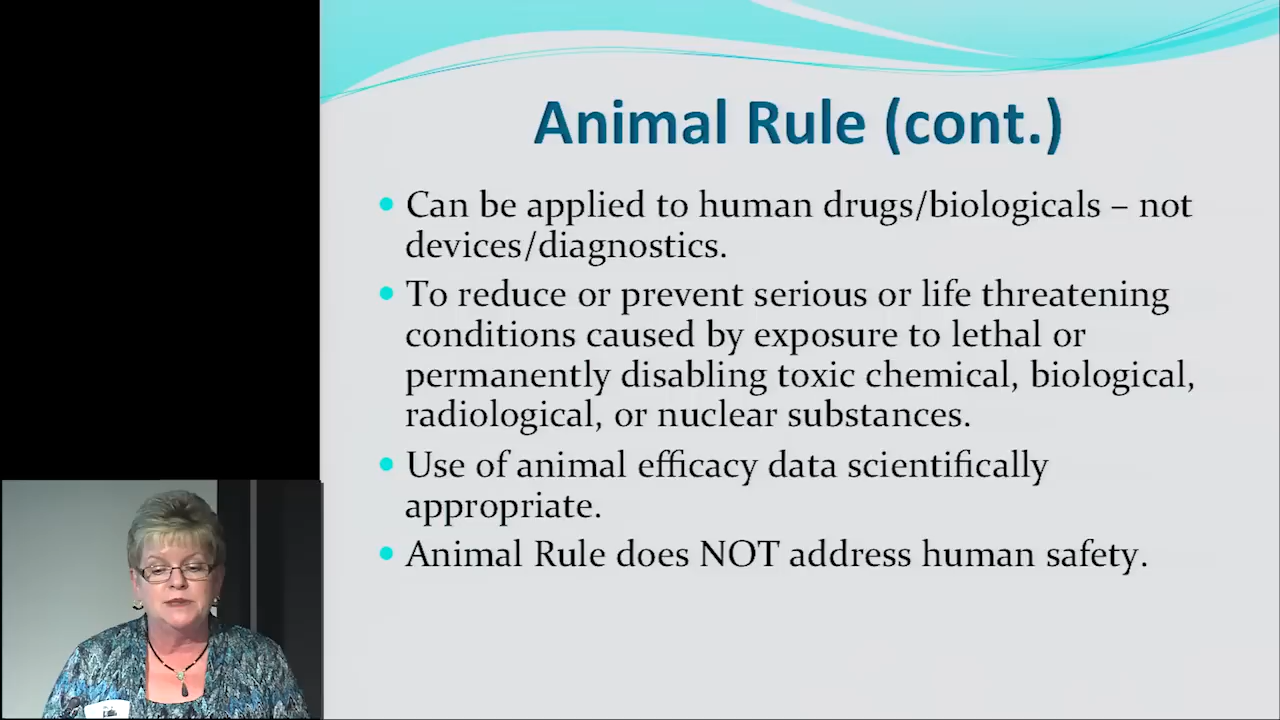 Animal Rule (cont.)
• Can be applied to human drugs/biologicals – not
devices/diagnostics.
• To reduce or prevent serious or life threatening
conditions caused by exposure to lethal or
permanently disabling toxic chemical, biological,
radiological, or nuclear substances.
• Use of animal efficacy data scientifically
appropriate.
• Animal Rule does NOT address human safety.